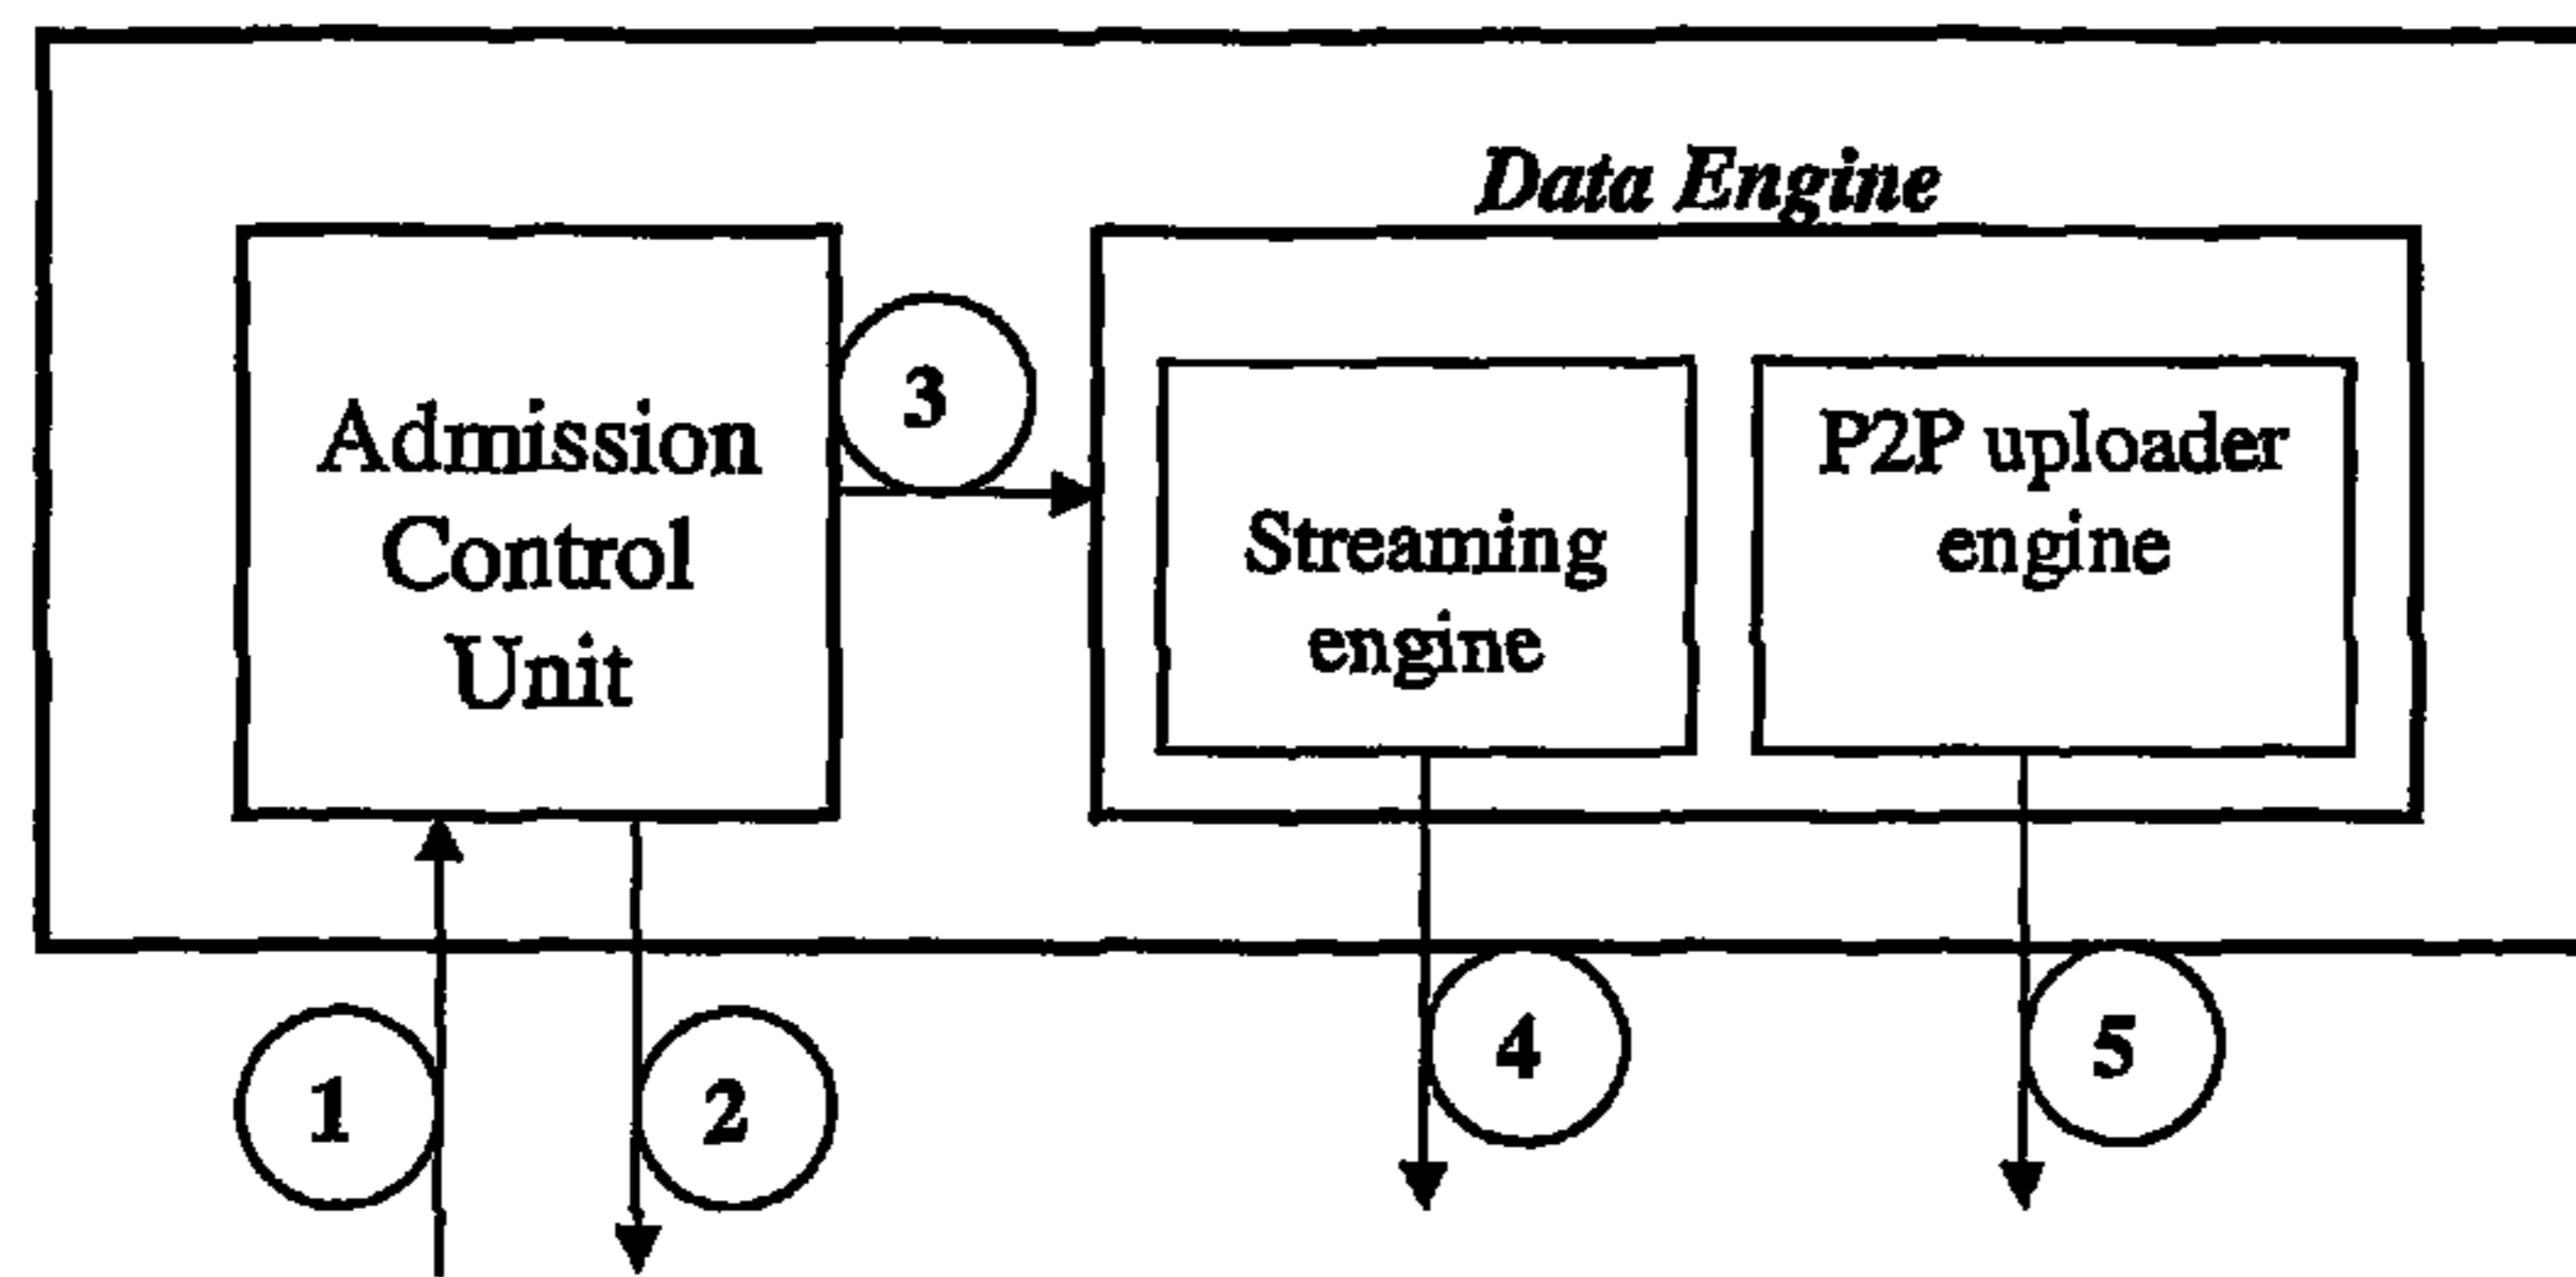 Data Engine
Admission
Control
Unit
3
Streaming
engine
P2P uploader
engine
1
2
4
5